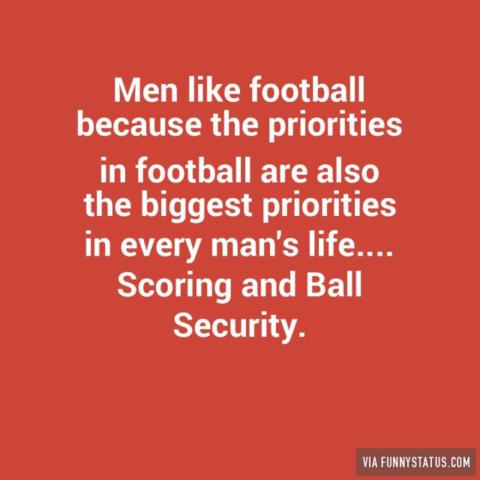 Men like football
because the priorities
in football are also
the biggest priorities
in every man's life....
Scoring and Ball
Security.
VIA FUNNYSTATUS.COM